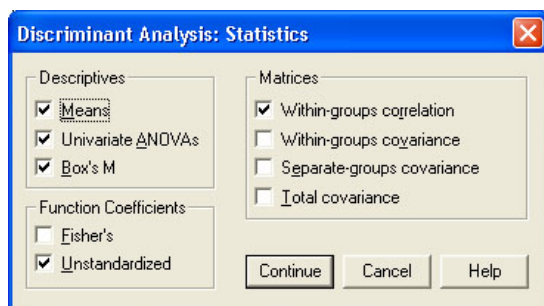 Discriminant Analysis: Statistics
Descriptives
Means
Univariate ANOVAs
Box's M
Function Coefficients
Fisher's
Unstandardized
Matrices
Within-groups correlation
Within-groups covariance
Separate-groups covariance
Total covariance
Continue
Cancel
Help